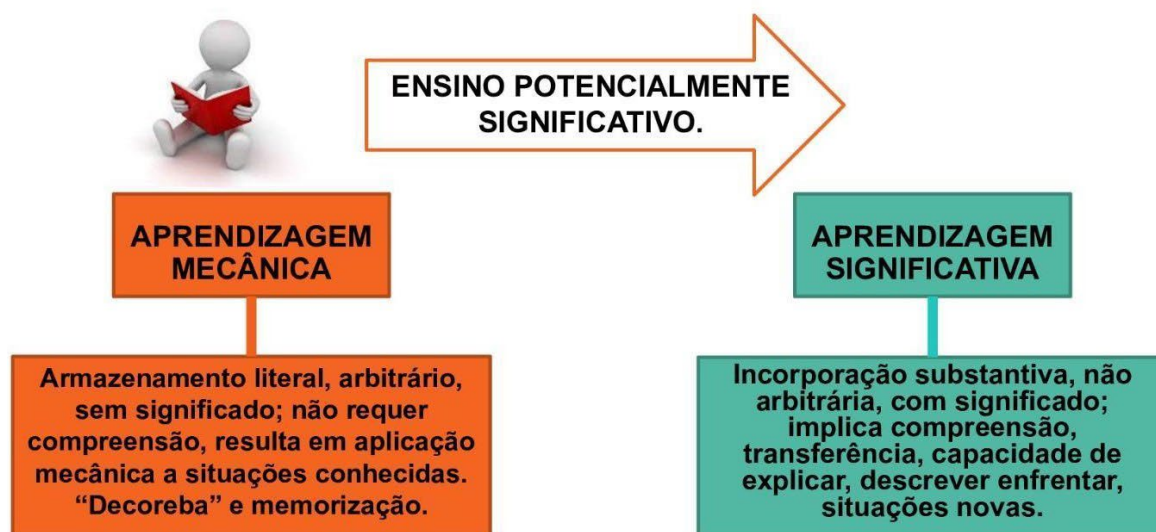 ENSINO POTENCIALMENTE
SIGNIFICATIVO.
APRENDIZAGEM
MECÂNICA
Armazenamento literal, arbitrário,
sem significado; não requer
compreensão, resulta em aplicação
mecânica a situações conhecidas.
“Decoreba” e memorização.
APRENDIZAGEM
SIGNIFICATIVA
Incorporação substantiva, não
arbitrária, com significado;
implica compreensão,
transferência, capacidade de
explicar, descrever enfrentar,
situações novas.